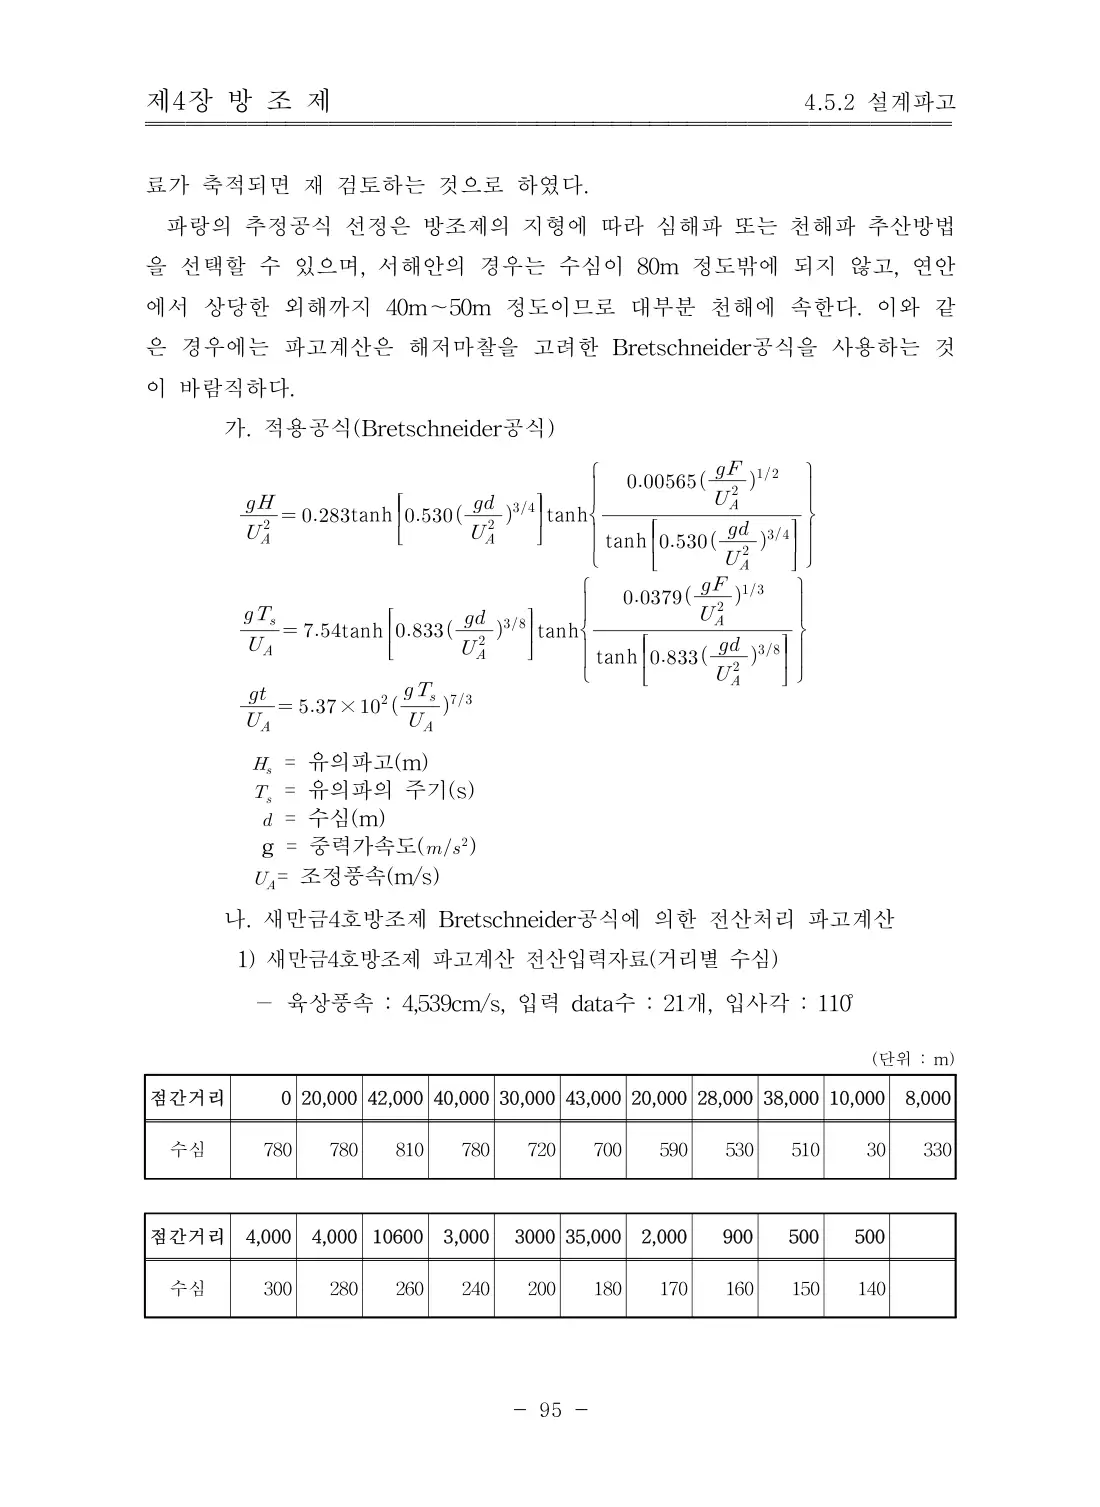 제4장 방 조 제 4.5.2 설계파고
료가 축적되면 재 검토하는 것으로 하였다.
파랑의 추정공식 선정은 방조제의 지형에 따라 심해파 또는 천해파 추산방법
을 선택할 수 있으며, 서해안의 경우는 수심이 80m 정도밖에 되지 않고, 연안
에서 상당한 외해까지 40m~50m 정도이므로 대부분 천해에 속한다. 이와 같
은 경우에는 파고계산은 해저마찰을 고려한 Bretschneider공식을 사용하는 것
이 바람직하다.
가. 적용공식(Bretschneider공식)
\frac{gH}{U_A^2} = 0.283tanh[0.530(\frac{gd}{U_A^2})^{3/4}]tanh{\frac{0.00565(\frac{gF}{U_A^2})^{1/2}}{tanh[0.530(\frac{gd}{U_A^2})^{3/4}]}}
\frac{gT_s}{U_A} = 7.54tanh[0.833(\frac{gd}{U_A^2})^{3/8}]tanh{\frac{0.0379(\frac{gF}{U_A^2})^{1/3}}{tanh[0.833(\frac{gd}{U_A^2})^{3/8}]}}
\frac{gt}{U_A} = 5.37×10^2(\frac{gT_s}{U_A})^{7/3}
H_s = 유의파고(m)
T_s = 유의파의 주기(s)
d = 수심(m)
g = 중력가속도(m/s²)
U_A= 조정풍속(m/s)
나. 새만금4호방조제 Bretschneider공식에 의한 전산처리 파고계산
1) 새만금4호방조제 파고계산 전산입력자료(거리별 수심)
- 육상풍속 : 4,539cm/s, 입력 data수 : 21개, 입사각 : 110°
(단위 : m)
점간거리 0 20,000 42,000 40,000 30,000 43,000 20,000 28,000 38,000 10,000 8,000
수심 780 780 810 780 720 700 590 530 510 30 330
점간거리 4,000 4,000 10600 3,000 3000 35,000 2,000 900 500 500
수심 300 280 260 240 200 180 170 160 150 140
- 95 -